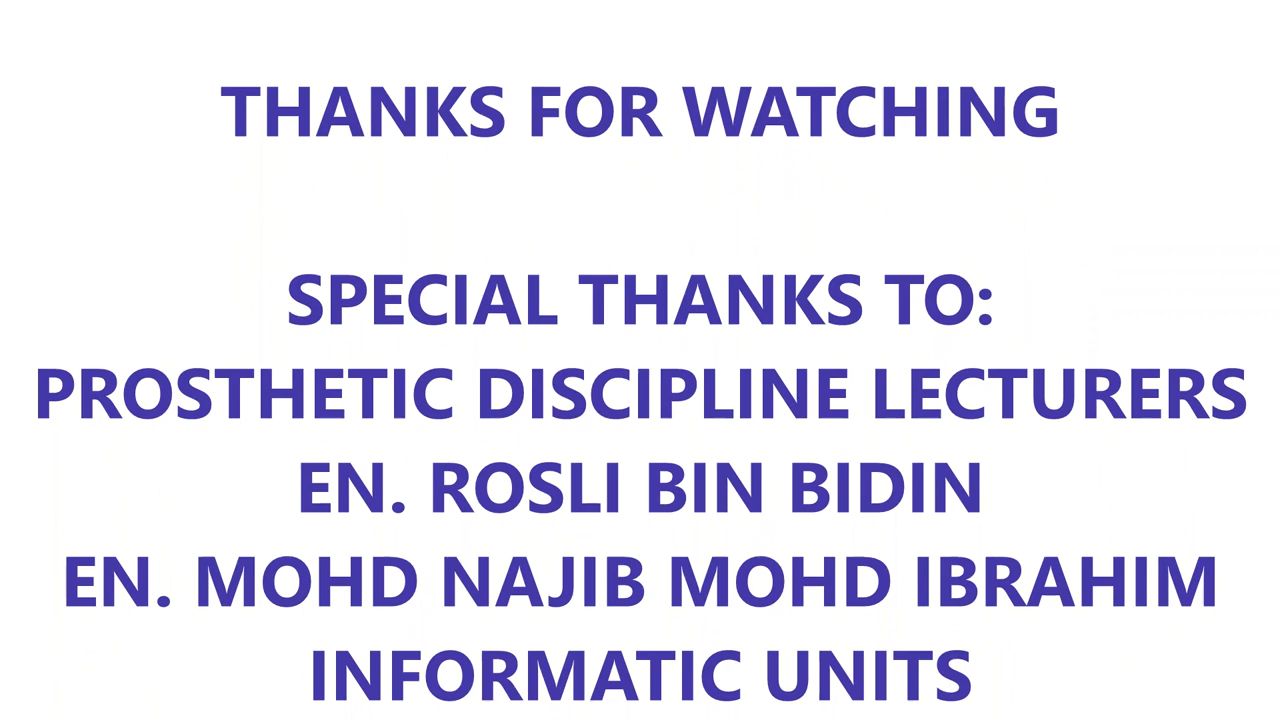 THANKS FOR WATCHING
SPECIAL THANKS TO:
PROSTHETIC DISCIPLINE LECTURERS
EN. ROSLI BIN BIDIN
EN. MOHD NAJIB MOHD IBRAHIM
INFORMATIC UNITS